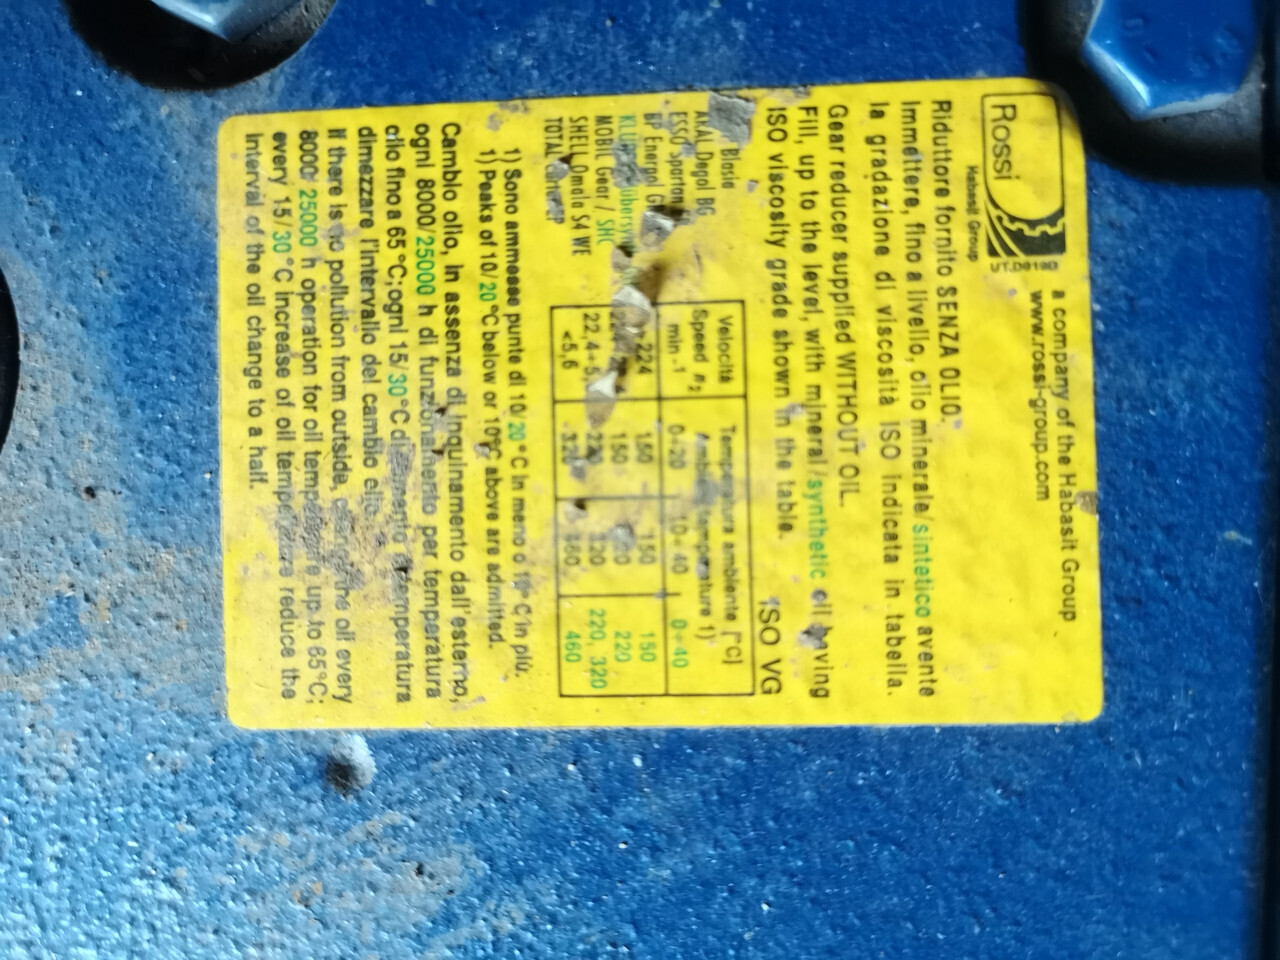 Rossi
Habasit Group
UT.D6190
a company of the Habasit Group
www.rossi-group.com
Riduttore fornito SENZA OLIO.
Immettere, fino a livello, olio minerale/sintetico avente
la gradazione di viscosità ISO indicata in tabella.
Gear reducer supplied WITHOUT OIL.
Fill, up to the level, with mineral/synthetic oil having
ISO viscosity grade shown in the table.
ISO VG
Blasia
ARAL Degol BG
ESSO Spartan
BP Energol
MOBIL Gear/ SHC
SHELL Omala S4 WE
TOTAL
Velocità Temperatura ambiente [°C]
Speed n2 Ambient temperature 1)
min-1 0÷20 10÷40 0÷40
224 150 150 150
150 220
22,4÷5, 220 320 220, 320
<5,6 320 460 460
1) Sono ammesse punte di 10/20 °C in meno o 10 °C in più.
1) Peaks of 10/20 °C below or 10°C above are admitted.
Cambio olio, in assenza di inquinamento dall'esterno,
ogni 8000/25000 h di funzionamento per temperatura
olio fino a 65 °C; ogni 15/30 °C di aumento temperatura
dimezzare l'intervallo del cambio olio.
If there is no pollution from outside, change the oil every
8000/25000 h operation for oil temperature up to 65°C;
every 15/30 °C increase of oil temperature reduce the
interval of the oil change to a half.